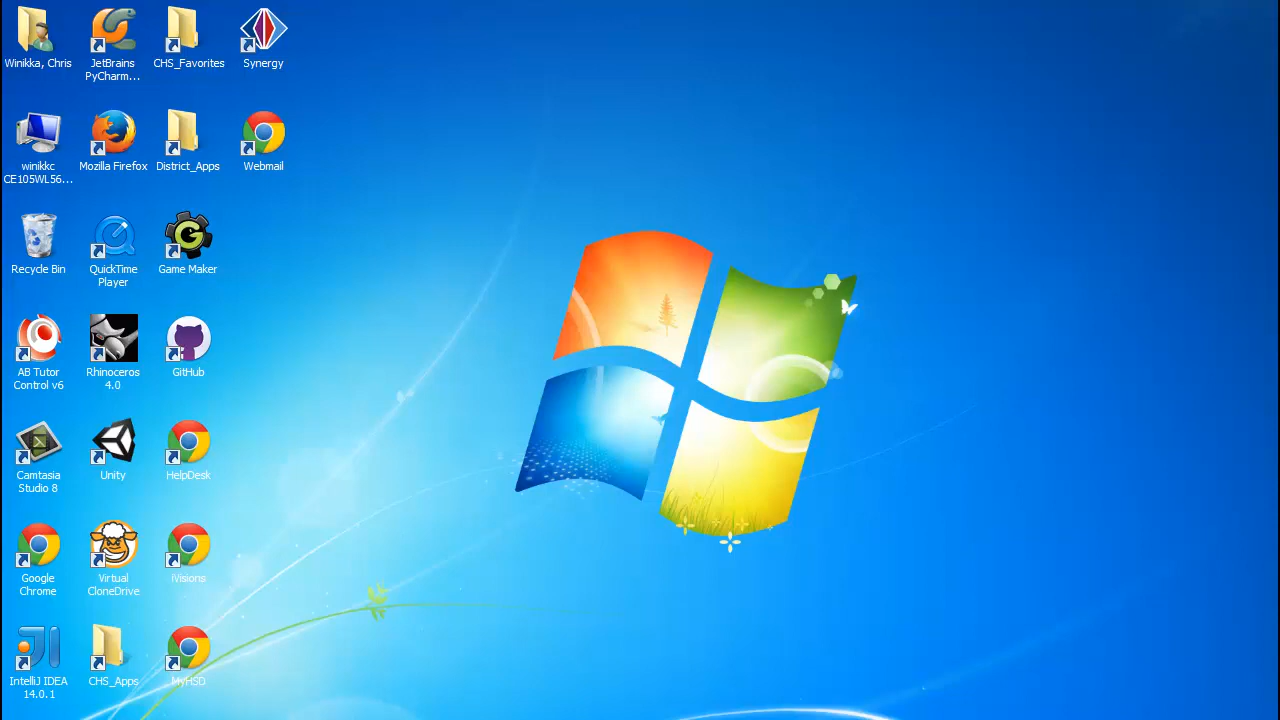 Winikka, Chris
JetBrains
PyCharm...
CHS_Favorites
Synergy
winikkc
CE105WL56...
Mozilla Firefox
District_Apps
Webmail
Recycle Bin
QuickTime
Player
Game Maker
AB Tutor
Control v6
Rhinoceros
4.0
GitHub
Camtasia
Studio 8
Unity
HelpDesk
Google
Chrome
Virtual
CloneDrive
iVisions
IntelliJ IDEA
14.0.1
CHS_Apps
MyHSD